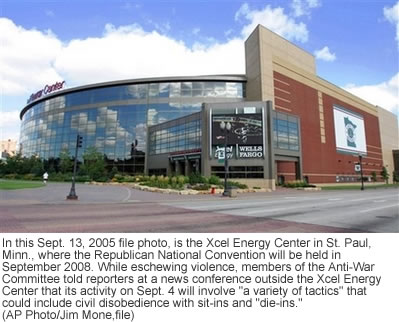 Center
WELLS
FARGO
In this Sept. 13, 2005 file photo, is the Xcel Energy Center in St. Paul,
Minn., where the Republican National Convention will be held in
September 2008. While eschewing violence, members of the Anti-War
Committee told reporters at a news conference outside the Xcel Energy
Center that its activity on Sept. 4 will involve "a variety of tactics" that
could include civil disobedience with sit-ins and "die-ins."
(AP Photo/Jim Mone,file)